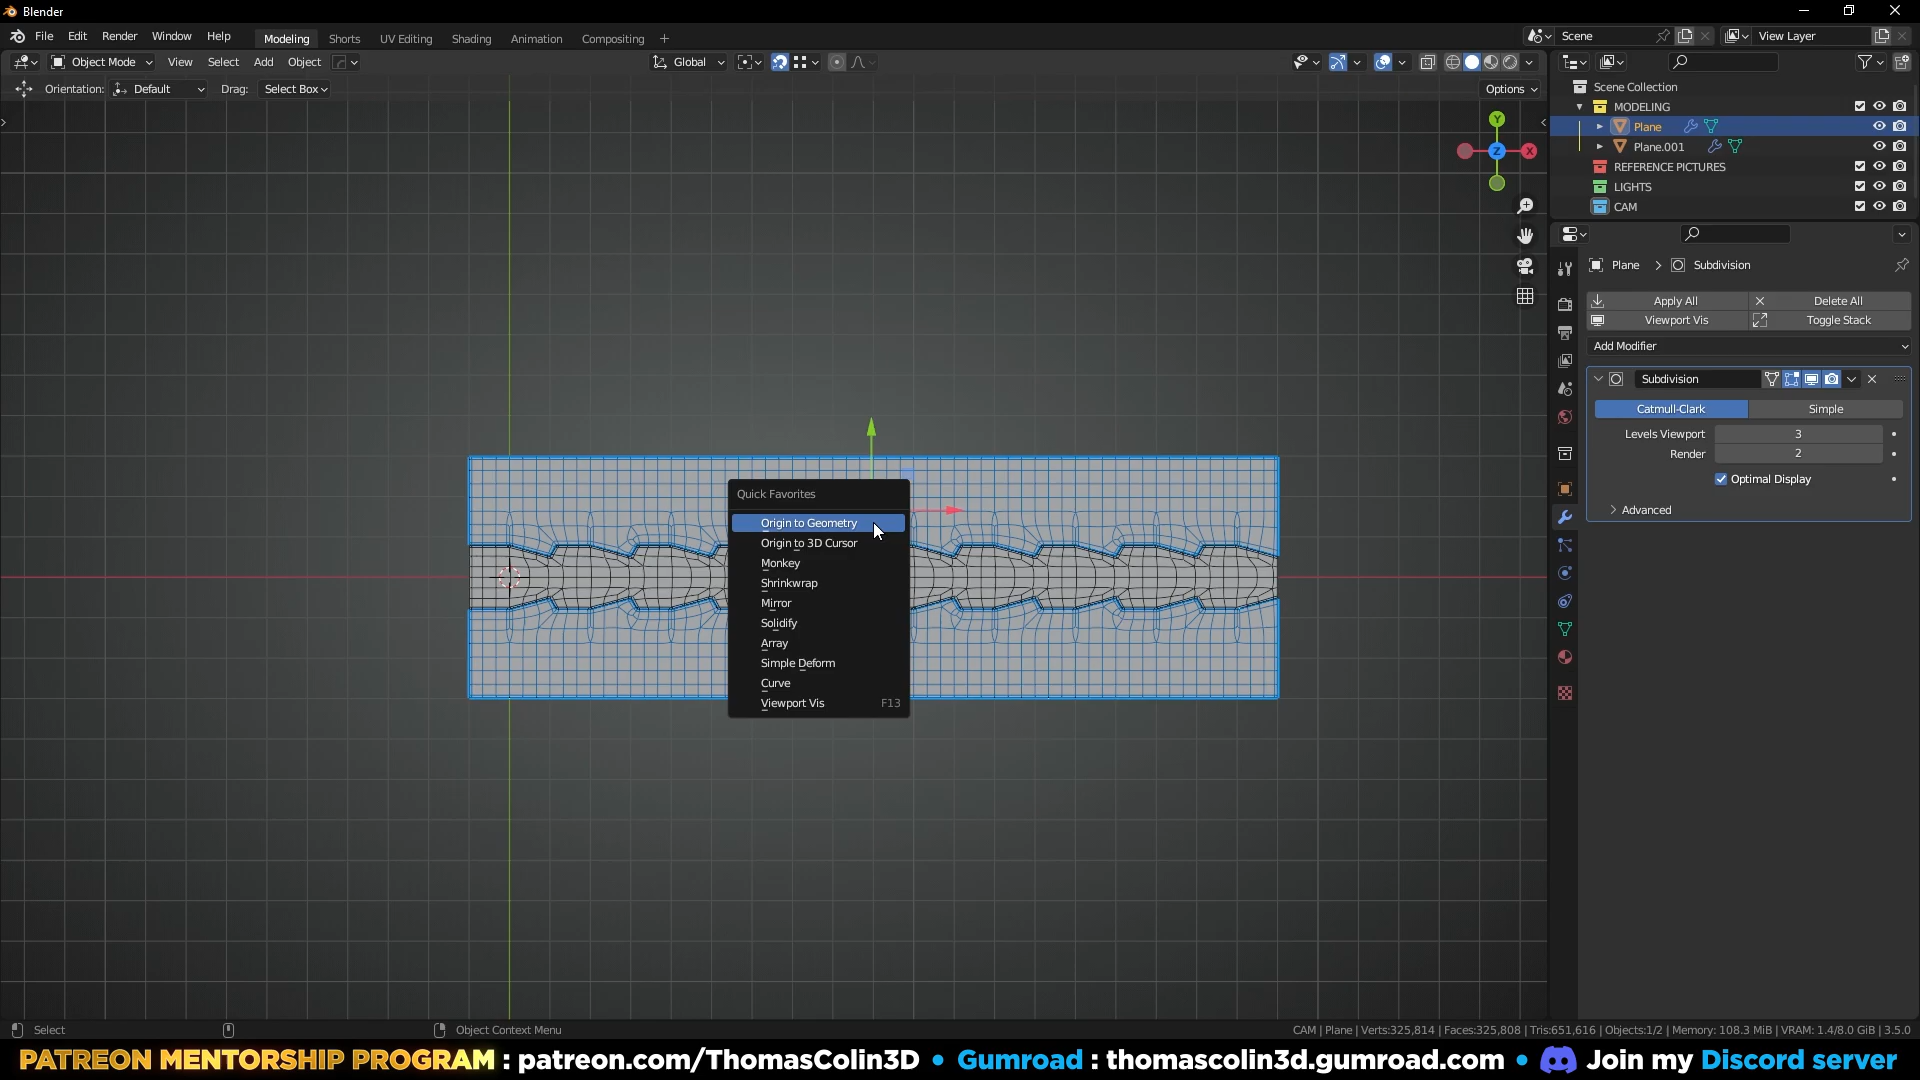 Blender
File Edit Render Window Help Modeling Shorts UV Editing Shading Animation Compositing + Scene View Layer
Object Mode View Select Add Object Global
Orientation: Default Drag: Select Box Options
Scene Collection
MODELING
Plane
Plane.001
REFERENCE PICTURES
LIGHTS
CAM
Y
Z X
Plane > Subdivision
Apply All Delete All
Viewport Vis Toggle Stack
Add Modifier
Subdivision
Catmull-Clark Simple
Levels Viewport 3
Render 2
Optimal Display
Advanced
Quick Favorites
Origin to Geometry
Origin to 3D Cursor
Monkey
Shrinkwrap
Mirror
Solidify
Array
Simple Deform
Curve
Viewport Vis F13
Select Object Context Menu CAM | Plane | Verts:325,814 | Faces:325,808 | Tris:651,616 | Objects:1/2 | Memory: 108.3 MiB | VRAM: 1.4/8.0 GiB | 3.5.0
PATREON MENTORSHIP PROGRAM : patreon.com/ThomasColin3D • Gumroad : thomascolin3d.gumroad.com • Join my Discord server